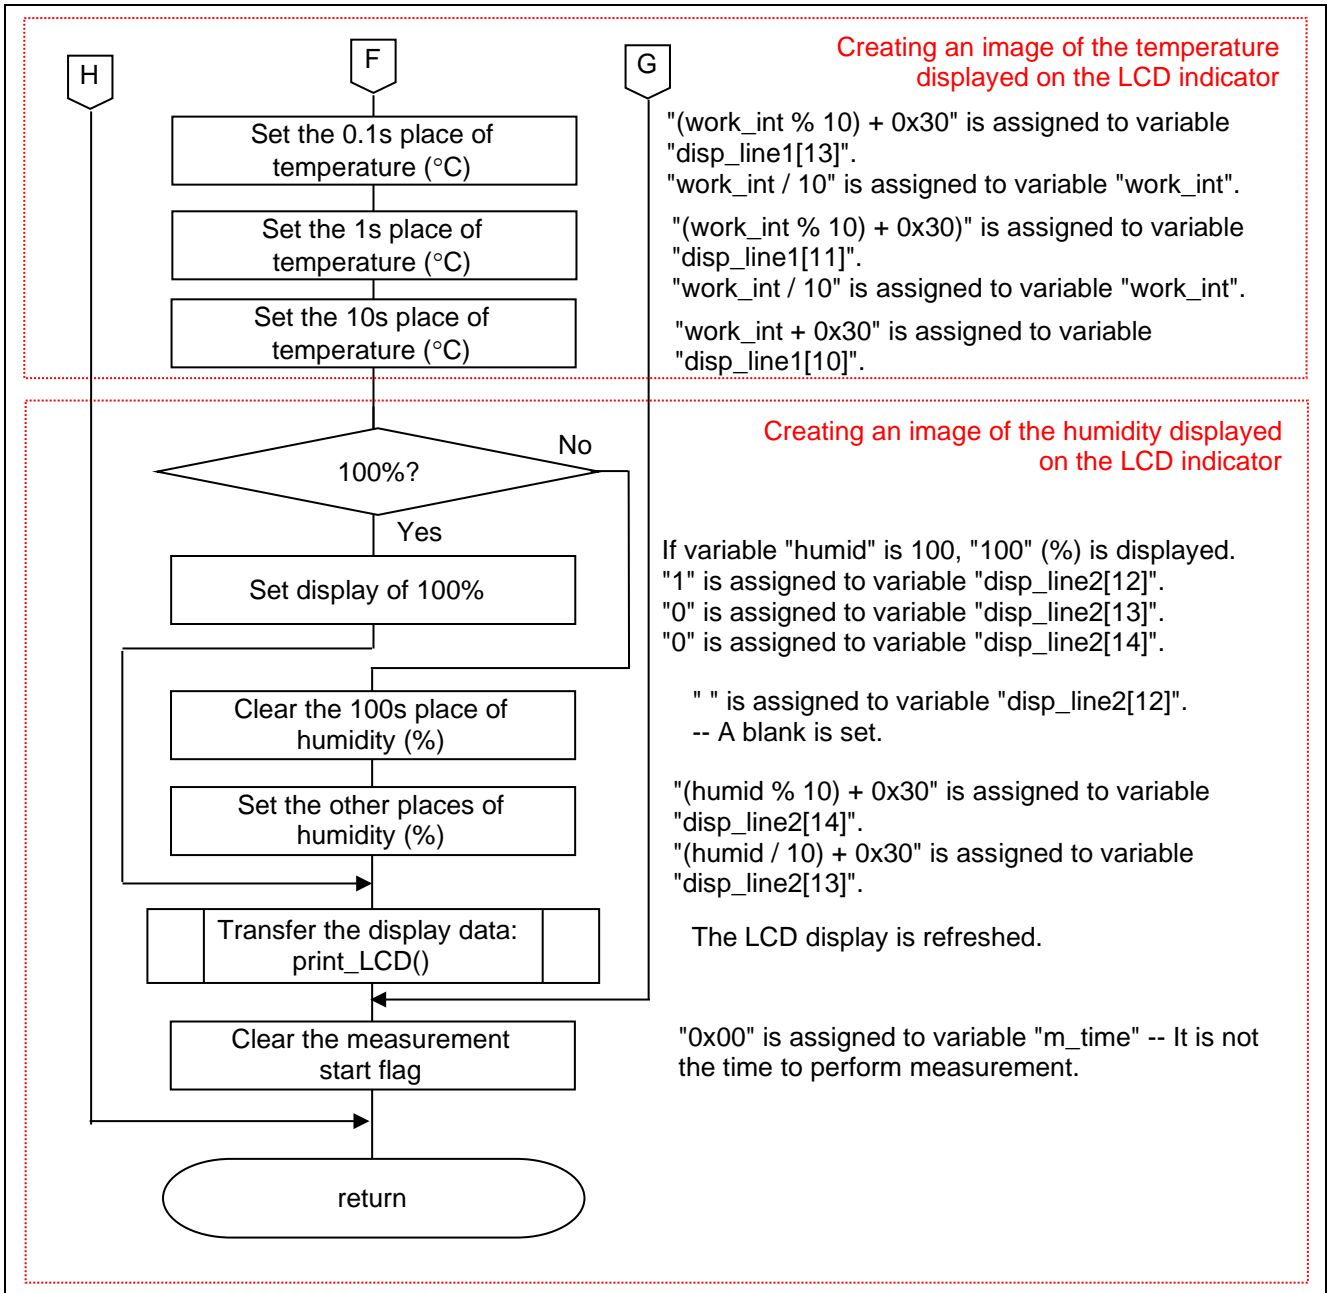 H
F
G
Creating an image of the temperature
displayed on the LCD indicator
Set the 0.1s place of
temperature (°C)
"(work_int % 10) + 0x30" is assigned to variable
"disp_line1[13]".
"work_int / 10" is assigned to variable "work_int".
Set the 1s place of
temperature (°C)
"(work_int % 10) + 0x30)" is assigned to variable
"disp_line1[11]".
"work_int / 10" is assigned to variable "work_int".
Set the 10s place of
temperature (°C)
"work_int + 0x30" is assigned to variable
"disp_line1[10]".
Creating an image of the humidity displayed
on the LCD indicator
100%?
No
Yes
Set display of 100%
If variable "humid" is 100, "100" (%) is displayed.
"1" is assigned to variable "disp_line2[12]".
"0" is assigned to variable "disp_line2[13]".
"0" is assigned to variable "disp_line2[14]".
Clear the 100s place of
humidity (%)
" " is assigned to variable "disp_line2[12]".
-- A blank is set.
Set the other places of
humidity (%)
"(humid % 10) + 0x30" is assigned to variable
"disp_line2[14]".
"(humid / 10) + 0x30" is assigned to variable
"disp_line2[13]".
Transfer the display data:
print_LCD()
The LCD display is refreshed.
Clear the measurement
start flag
"0x00" is assigned to variable "m_time" -- It is not
the time to perform measurement.
return